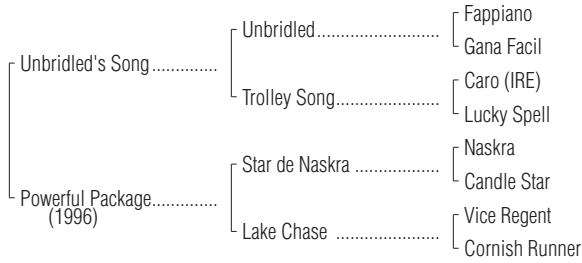 Fappiano
Unbridled....................
Gana Facil
Unbridled's Song.............
Caro (IRE)
Trolley Song.................
Lucky Spell
Naskra
Star de Naskra .............
Candle Star
Powerful Package.............
(1996)
Vice Regent
Lake Chase .................
Cornish Runner